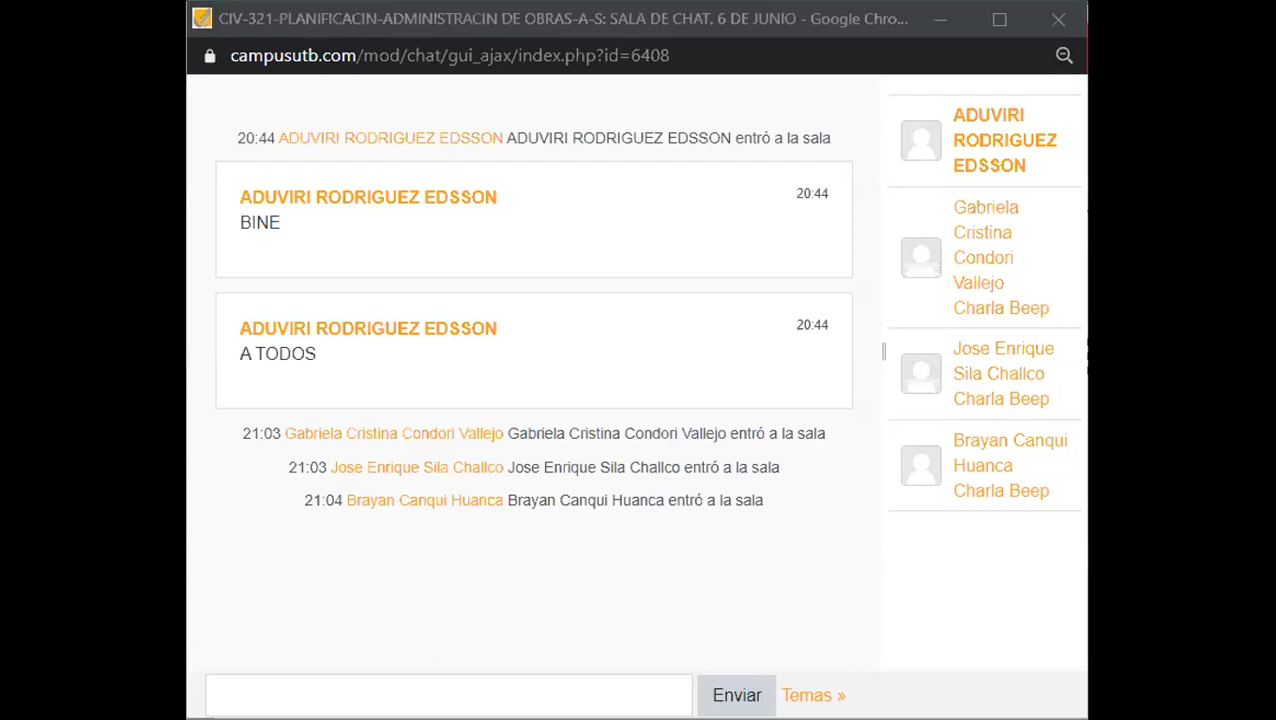 CIV-321-PLANIFICACIN-ADMINISTRACIN DE OBRAS-A-S: SALA DE CHAT, 6 DE JUNIO - Google Chro...
campusutb.com/mod/chat/gui_ajax/index.php?id=6408
20:44 ADUVIRI RODRIGUEZ EDSSON ADUVIRI RODRIGUEZ EDSSON entró a la sala
ADUVIRI RODRIGUEZ EDSSON 20:44
BINE
ADUVIRI RODRIGUEZ EDSSON 20:44
A TODOS
21:03 Gabriela Cristina Condori Vallejo Gabriela Cristina Condori Vallejo entró a la sala
21:03 Jose Enrique Sila Challco Jose Enrique Sila Challco entró a la sala
21:04 Brayan Canqui Huanca Brayan Canqui Huanca entró a la sala
ADUVIRI
RODRIGUEZ
EDSSON
Gabriela
Cristina
Condori
Vallejo
Charla Beep
Jose Enrique
Sila Challco
Charla Beep
Brayan Canqui
Huanca
Charla Beep
Enviar Temas »